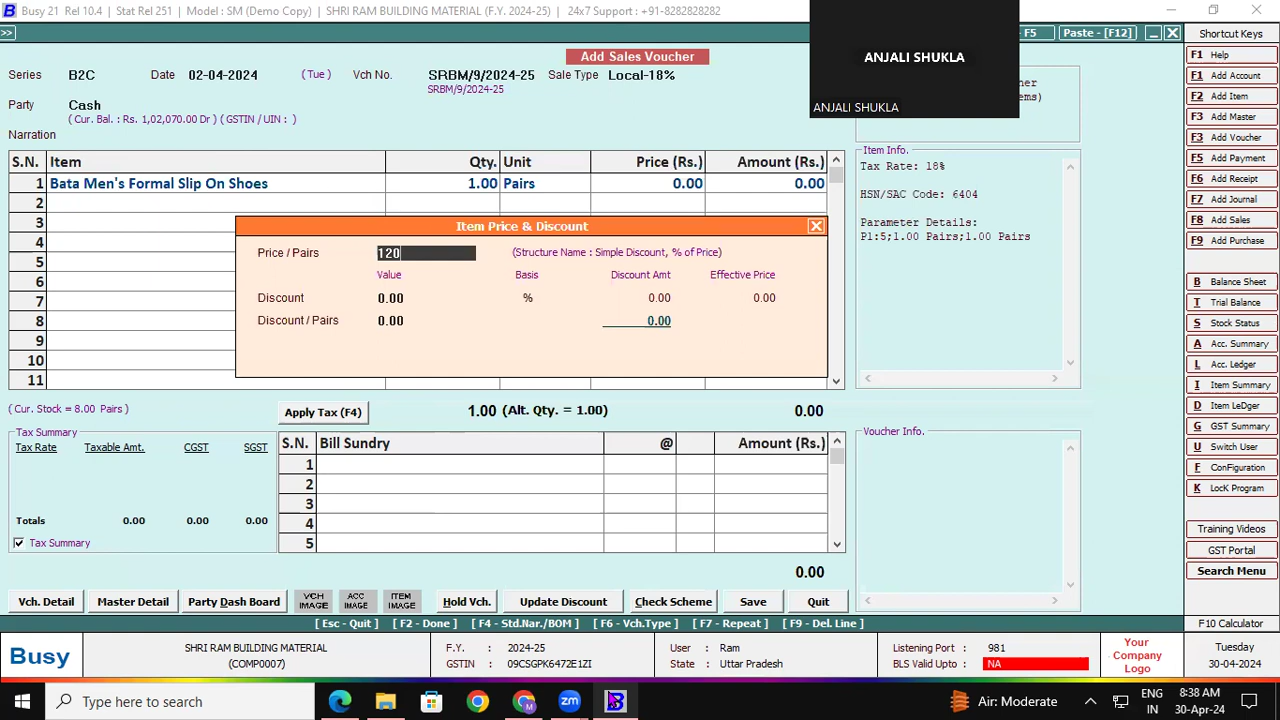 Busy 21 Rel 10.4 | Stat Rel 251 | Model : SM (Demo Copy) | SHRI RAM BUILDING MATERIAL (F.Y. 2024-25) | 24x7 Support : +91-8282828282
>>
F5
Paste - [F12]
Shortcut Keys
Add Sales Voucher
ANJALI SHUKLA
ANJALI SHUKLA
Series B2C Date 02-04-2024 (Tue) Vch No. SRBM/9/2024-25 Sale Type Local-18%
SRBM/9/2024-25
Party Cash
( Cur. Bal. : Rs. 1,02,070.00 Dr ) ( GSTIN / UIN : )
Narration
S.N. Item Qty. Unit Price (Rs.) Amount (Rs.)
1 Bata Men's Formal Slip On Shoes 1.00 Pairs 0.00 0.00
2
3
4
5
6
7
8
9
10
11
Item Price & Discount
Price / Pairs 120 (Structure Name : Simple Discount, % of Price)
Value Basis Discount Amt Effective Price
Discount 0.00 % 0.00 0.00
Discount / Pairs 0.00 0.00
Item Info.
Tax Rate: 18%
HSN/SAC Code: 6404
Parameter Details:
P1:5;1.00 Pairs;1.00 Pairs
( Cur. Stock = 8.00 Pairs )
Apply Tax (F4)
1.00 (Alt. Qty. = 1.00) 0.00
Tax Summary
Tax Rate Taxable Amt. CGST SGST
Totals 0.00 0.00 0.00
Tax Summary
S.N. Bill Sundry @ Amount (Rs.)
1
2
3
4
5
0.00
Voucher Info.
Vch. Detail
Master Detail
Party Dash Board
VCH IMAGE
ACC IMAGE
ITEM IMAGE
Hold Vch.
Update Discount
Check Scheme
Save
Quit
[ Esc - Quit ] [ F2 - Done ] [ F4 - Std.Nar./BOM ] [ F6 - Vch.Type ] [ F7 - Repeat ] [ F9 - Del. Line ]
F1 Help
F1 Add Account
F2 Add Item
F3 Add Master
F3 Add Voucher
F5 Add Payment
F6 Add Receipt
F7 Add Journal
F8 Add Sales
F9 Add Purchase
B Balance Sheet
T Trial Balance
S Stock Status
A Acc. Summary
L Acc. Ledger
I Item Summary
D Item LeDger
G GST Summary
U Switch User
F ConFiguration
K LocK Program
Training Videos
GST Portal
Search Menu
F10 Calculator
Busy
SHRI RAM BUILDING MATERIAL
(COMP0007)
F.Y. : 2024-25
GSTIN : 09CSGPK6472E1ZI
User : Ram
State : Uttar Pradesh
Listening Port : 981
BLS Valid Upto : NA
Your
Company
Logo
Tuesday
30-04-2024
Type here to search
zm
Air: Moderate
ENG
IN
8:38 AM
30-Apr-24